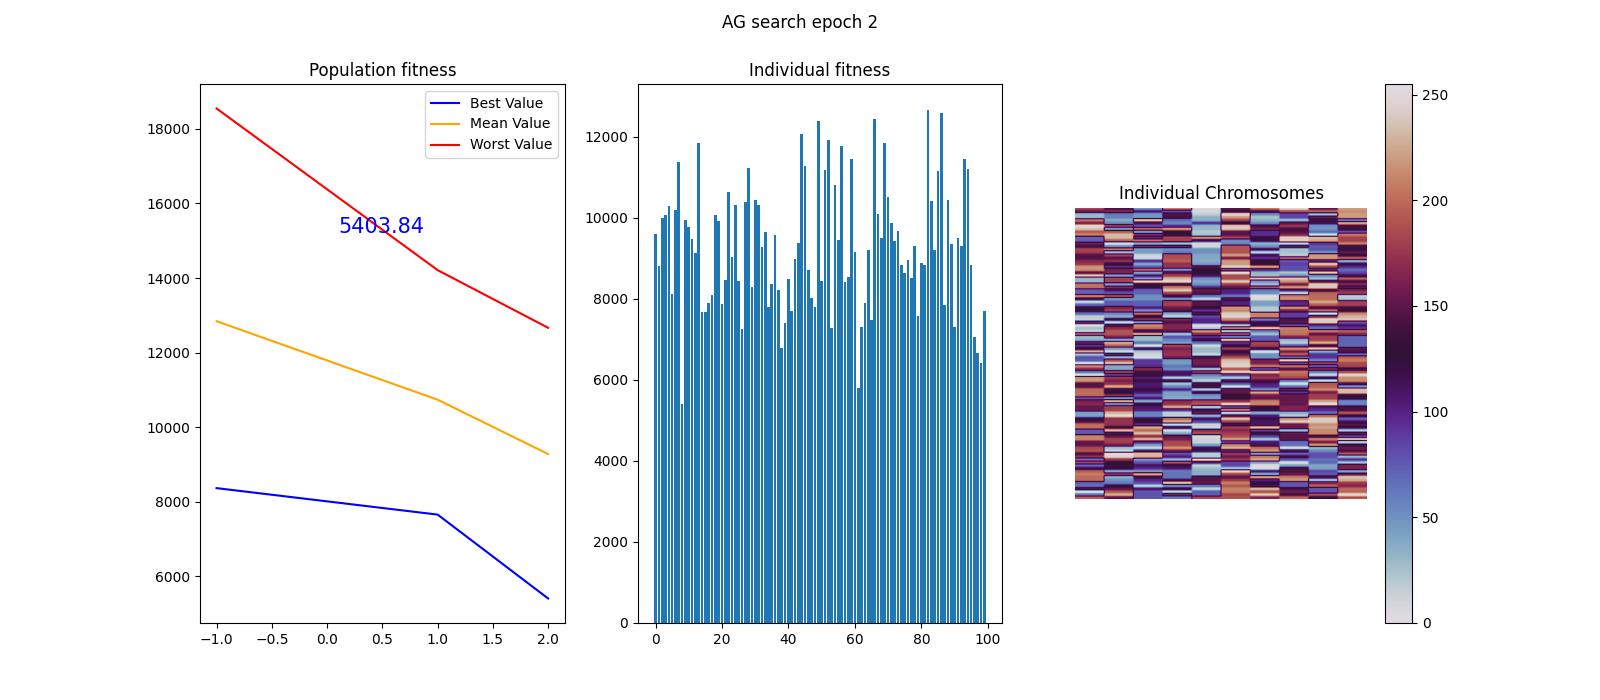 AG search epoch 2
Population fitness
18000
16000
14000
12000
10000
8000
6000
−1.0 −0.5 0.0 0.5 1.0 1.5 2.0
Best Value
Mean Value
Worst Value
5403.84
Individual fitness
12000
10000
8000
6000
4000
2000
0
0 20 40 60 80 100
Individual Chromosomes
250
200
150
100
50
0